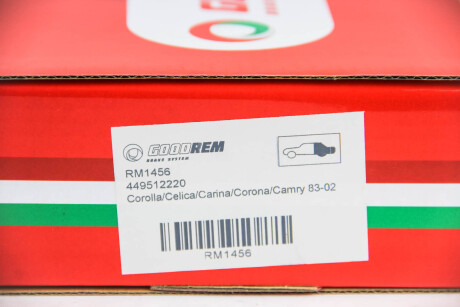 GOODREM
BRAKE SYSTEM
RM1456
449512220
Corolla/Celica/Carina/Corona/Camry 83-02
RM1456